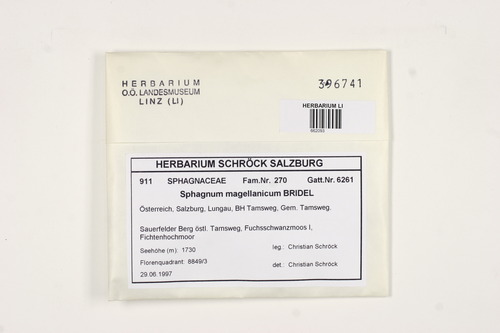 HERBARIUM
O.Ö. LANDESMUSEUM
LINZ (LI)
396741
HERBARIUM LI
HERBARIUM SCHRÖCK SALZBURG
911 SPHAGNACEAE Fam.Nr. 270 Gatt.Nr. 6261
Sphagnum magellanicum BRIDEL
Österreich, Salzburg, Lungau, BH Tamsweg, Gem. Tamsweg.
Sauerfelder Berg östl. Tamsweg, Fuchsschwanzmoos I,
Fichtenhochmoor
Seehöhe (m): 1730 leg.: Christian Schröck
Florenquadrant: 8849/3 det.: Christian Schröck
29.06.1997